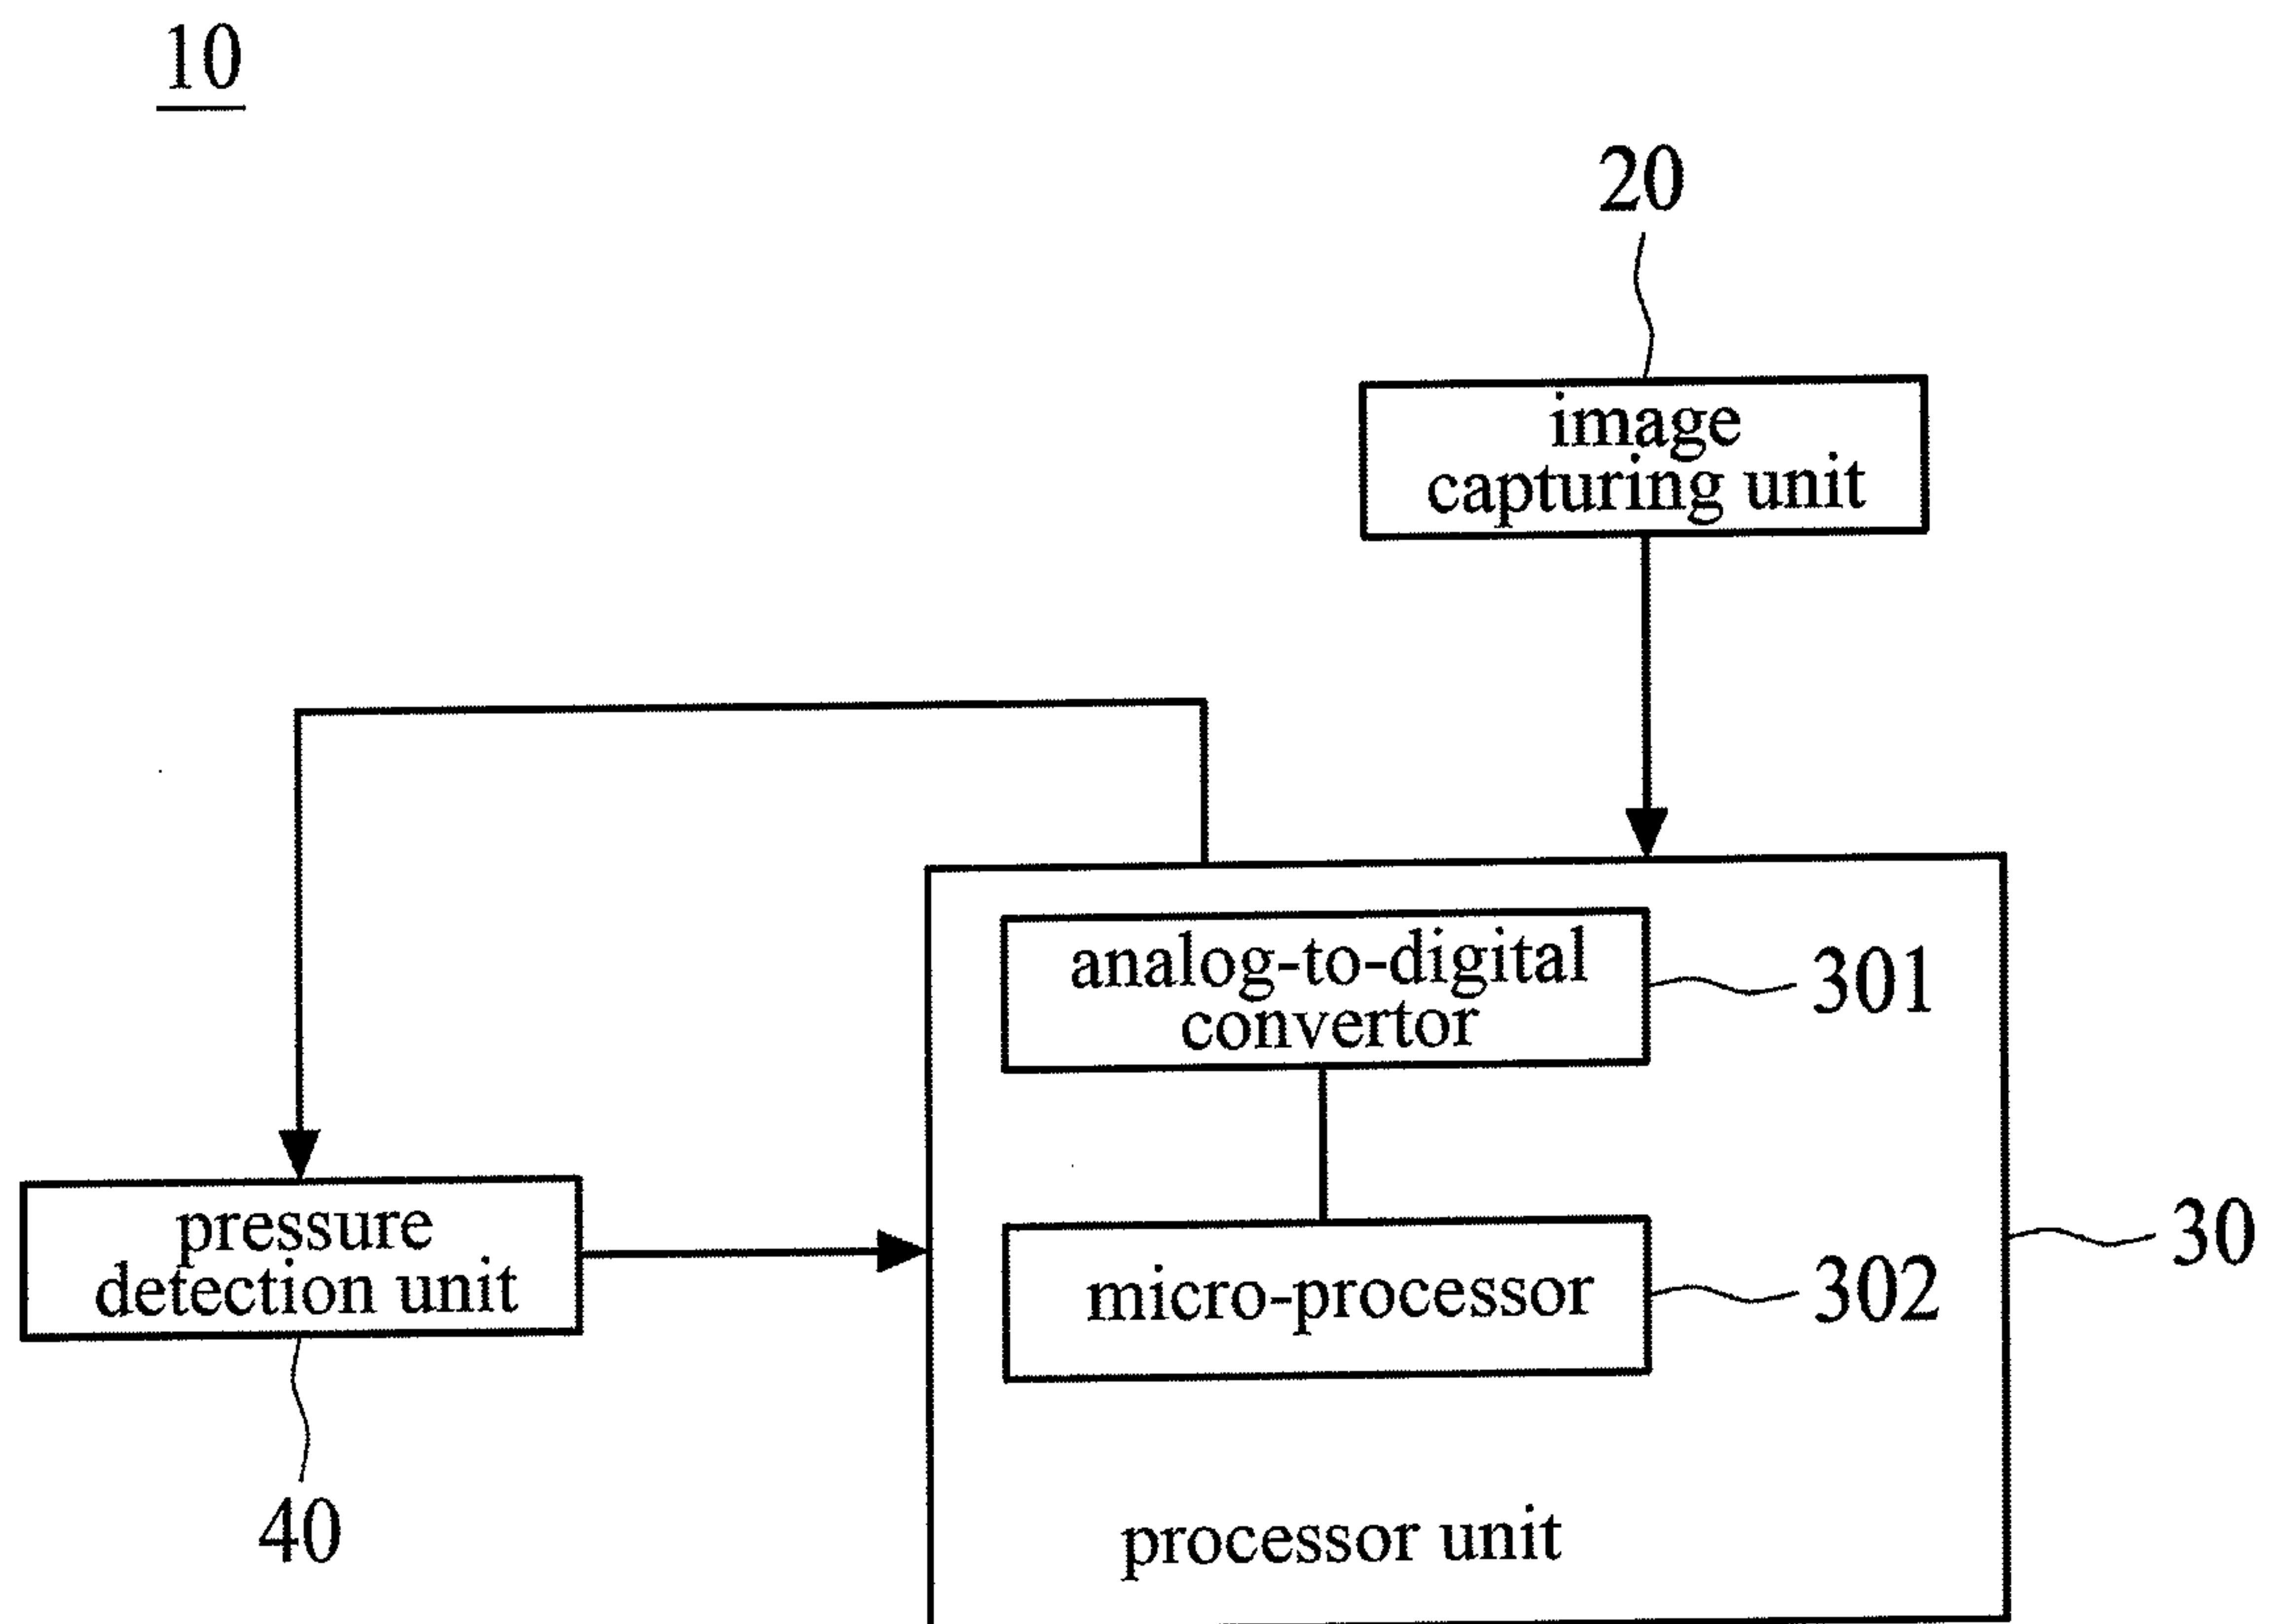 10
20
image
capturing unit
analog-to-digital
convertor
301
pressure
detection unit
micro-processor
302
30
40
processor unit